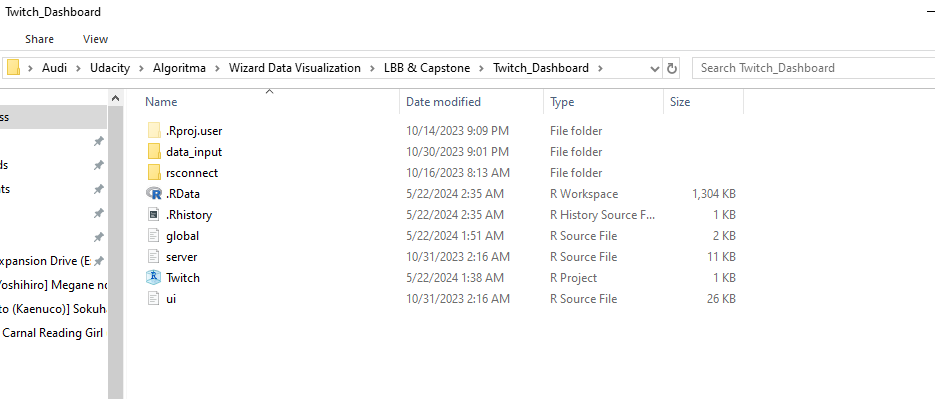 Twitch_Dashboard
Share View
Audi Udacity Algoritma Wizard Data Visualization LBB & Capstone Twitch_Dashboard Search Twitch_Dashboard
Name Date modified Type Size
ss
ds
ts
xpansion Drive (E
oshihiro] Megane no
to (Kaenuco)] Sokuha
Carnal Reading Girl
.Rproj.user 10/14/2023 9:09 PM File folder
data_input 10/30/2023 9:01 PM File folder
rsconnect 10/16/2023 8:13 AM File folder
.RData 5/22/2024 2:35 AM R Workspace 1,304 KB
.Rhistory 5/22/2024 2:35 AM R History Source F... 1 KB
global 5/22/2024 1:51 AM R Source File 2 KB
server 10/31/2023 2:16 AM R Source File 11 KB
Twitch 5/22/2024 1:38 AM R Project 1 KB
ui 10/31/2023 2:16 AM R Source File 26 KB